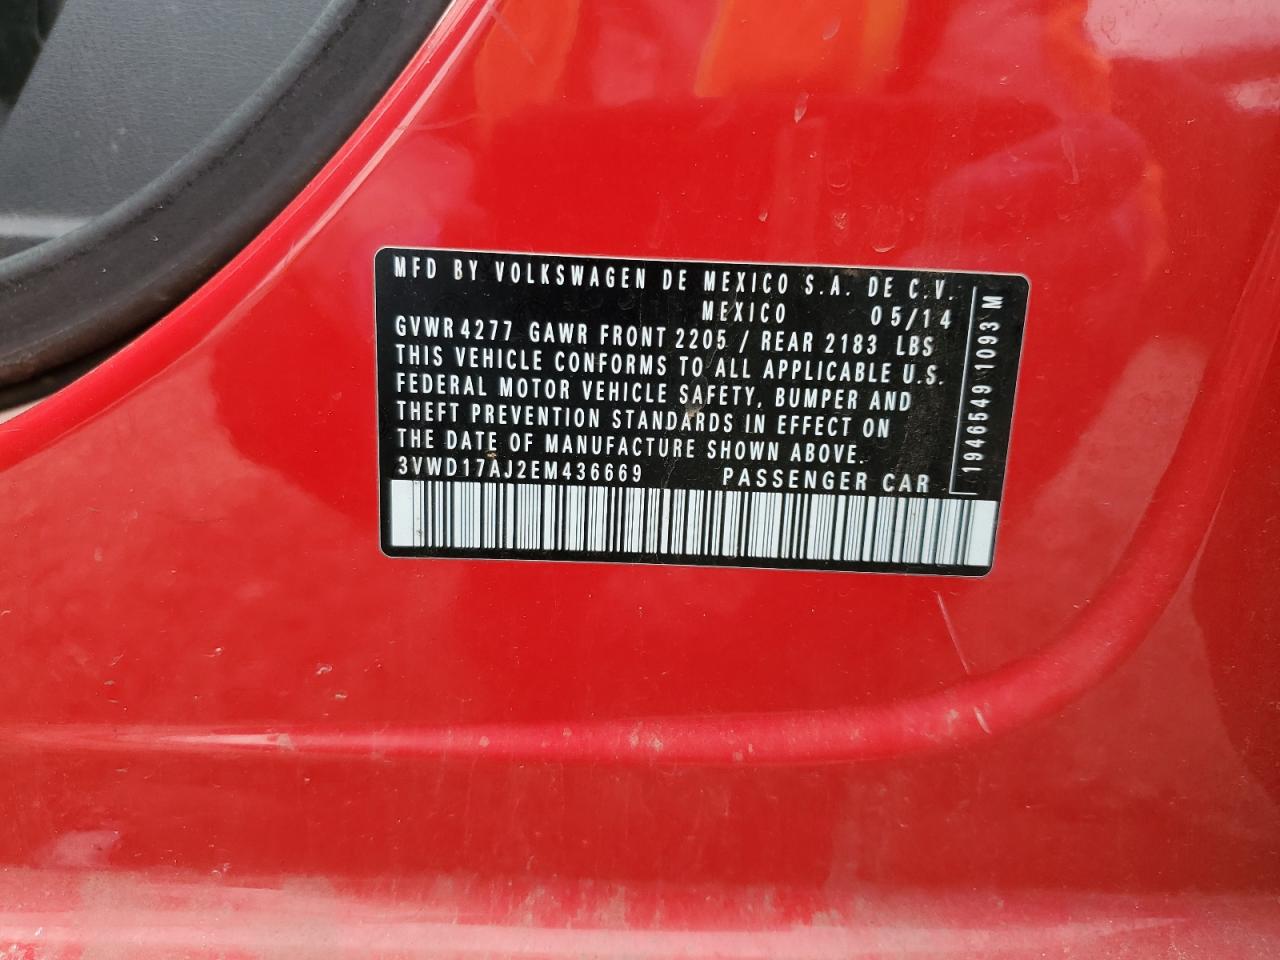 MFD BY VOLKSWAGEN DE MEXICO S.A. DE C.V.
MEXICO 05/14
GVWR 4277 GAWR FRONT 2205 / REAR 2183 LBS
THIS VEHICLE CONFORMS TO ALL APPLICABLE U.S.
FEDERAL MOTOR VEHICLE SAFETY, BUMPER AND
THEFT PREVENTION STANDARDS IN EFFECT ON
THE DATE OF MANUFACTURE SHOWN ABOVE.
3VWD17AJ2EM436669 PASSENGER CAR
1946549 1093 M